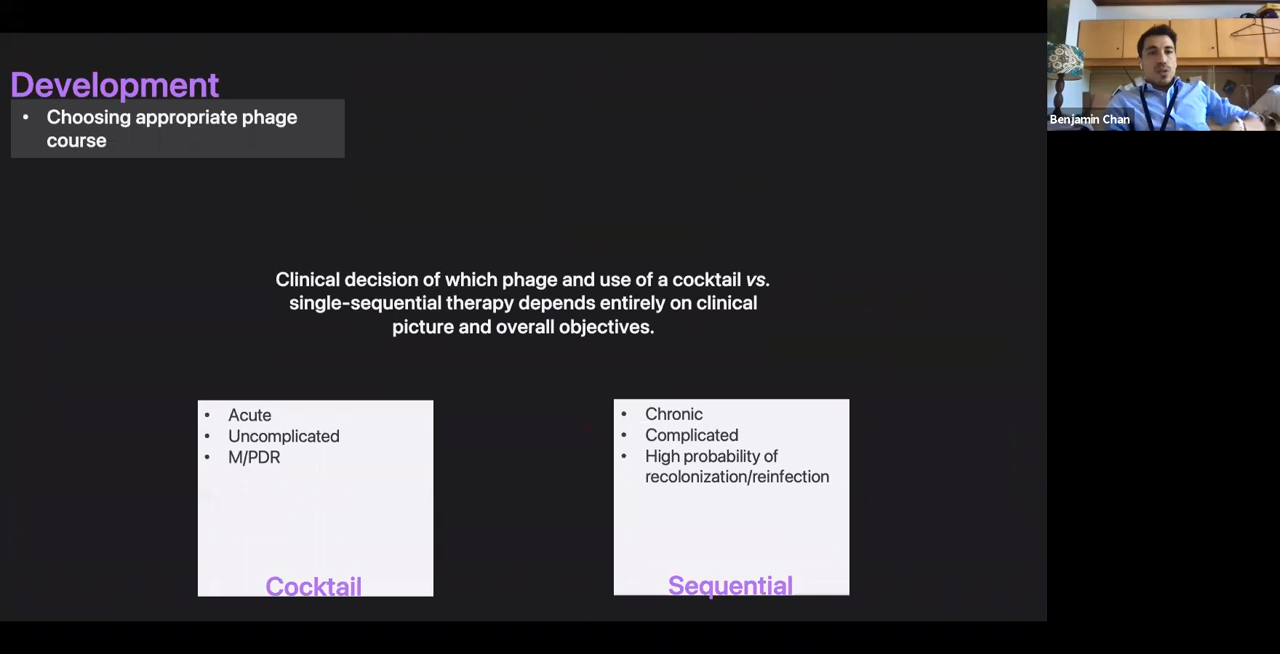 Development
• Choosing appropriate phage
course
Clinical decision of which phage and use of a cocktail vs.
single-sequential therapy depends entirely on clinical
picture and overall objectives.
• Acute
• Uncomplicated
• M/PDR
Cocktail
• Chronic
• Complicated
• High probability of
recolonization/reinfection
Sequential
Benjamin Chan